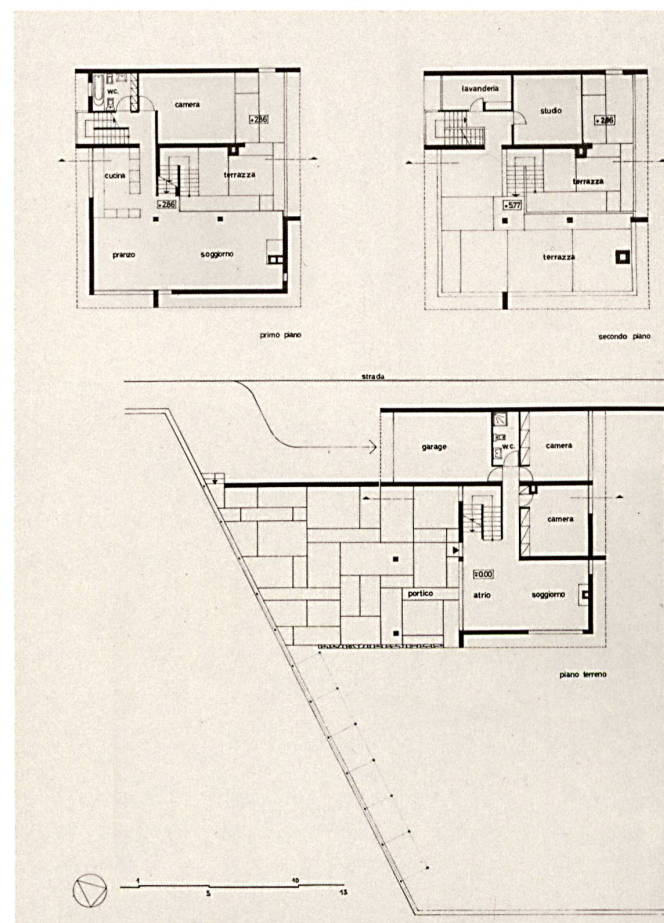 w.c.
camera
+286
cucina
terrazza
+286
pranzo
soggiorno
primo piano
lavanderia
studio
+286
terrazza
+577
terrazza
secondo piano
strada
garage
w.c.
camera
camera
±0.00
portico
atrio
soggiorno
piano terreno
1
5
10
15